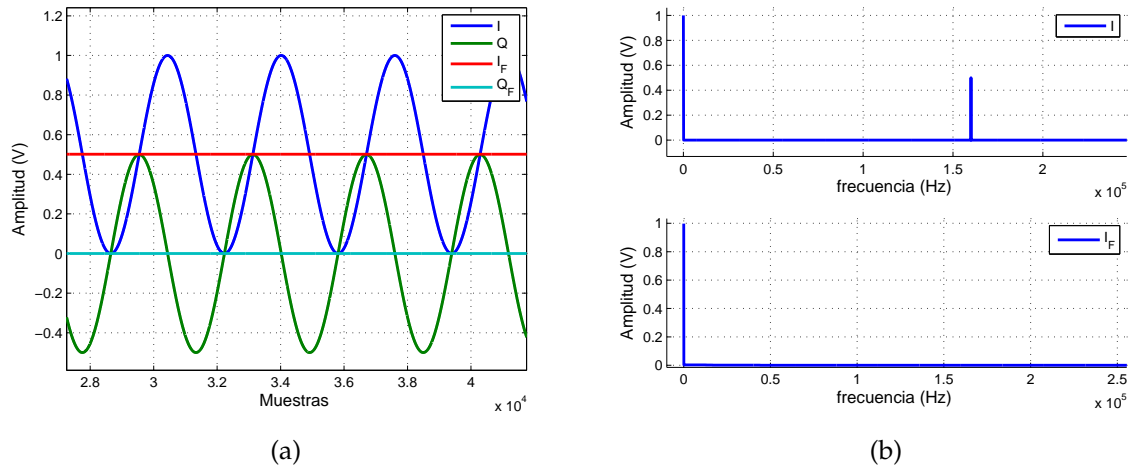 1.2
1
0.8
0.6
0.4
0.2
0
−0.2
−0.4
Amplitud (V)
I
Q
I_F
Q_F
2.8 3 3.2 3.4 3.6 3.8 4
Muestras
x 10^4
(a)
1
0.8
0.6
0.4
0.2
0
Amplitud (V)
I
0 0.5 1 1.5 2
frecuencia (Hz)
x 10^5
1
0.8
0.6
0.4
0.2
0
Amplitud (V)
I_F
0 0.5 1 1.5 2 2.5
frecuencia (Hz)
x 10^5
(b)